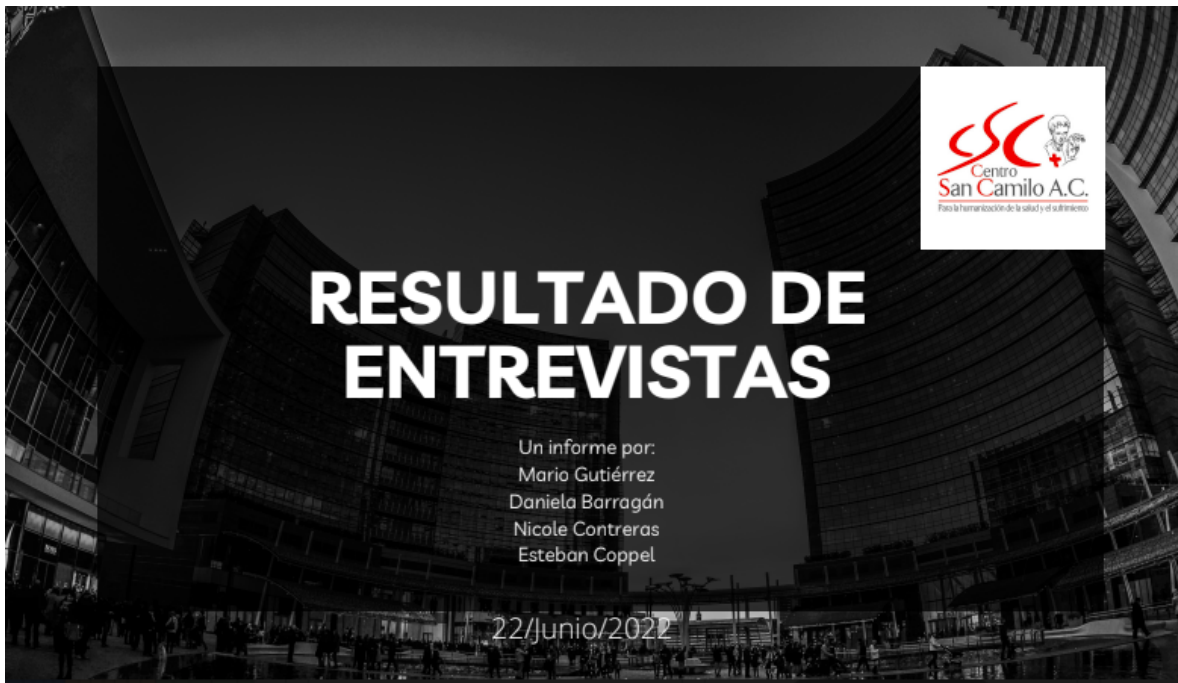 CSC
Centro
San Camilo A.C.
Para la humanización de la salud y el sufrimiento
RESULTADO DE
ENTREVISTAS
Un informe por:
Mario Gutiérrez
Daniela Barragán
Nicole Contreras
Esteban Coppel
22/Junio/2022